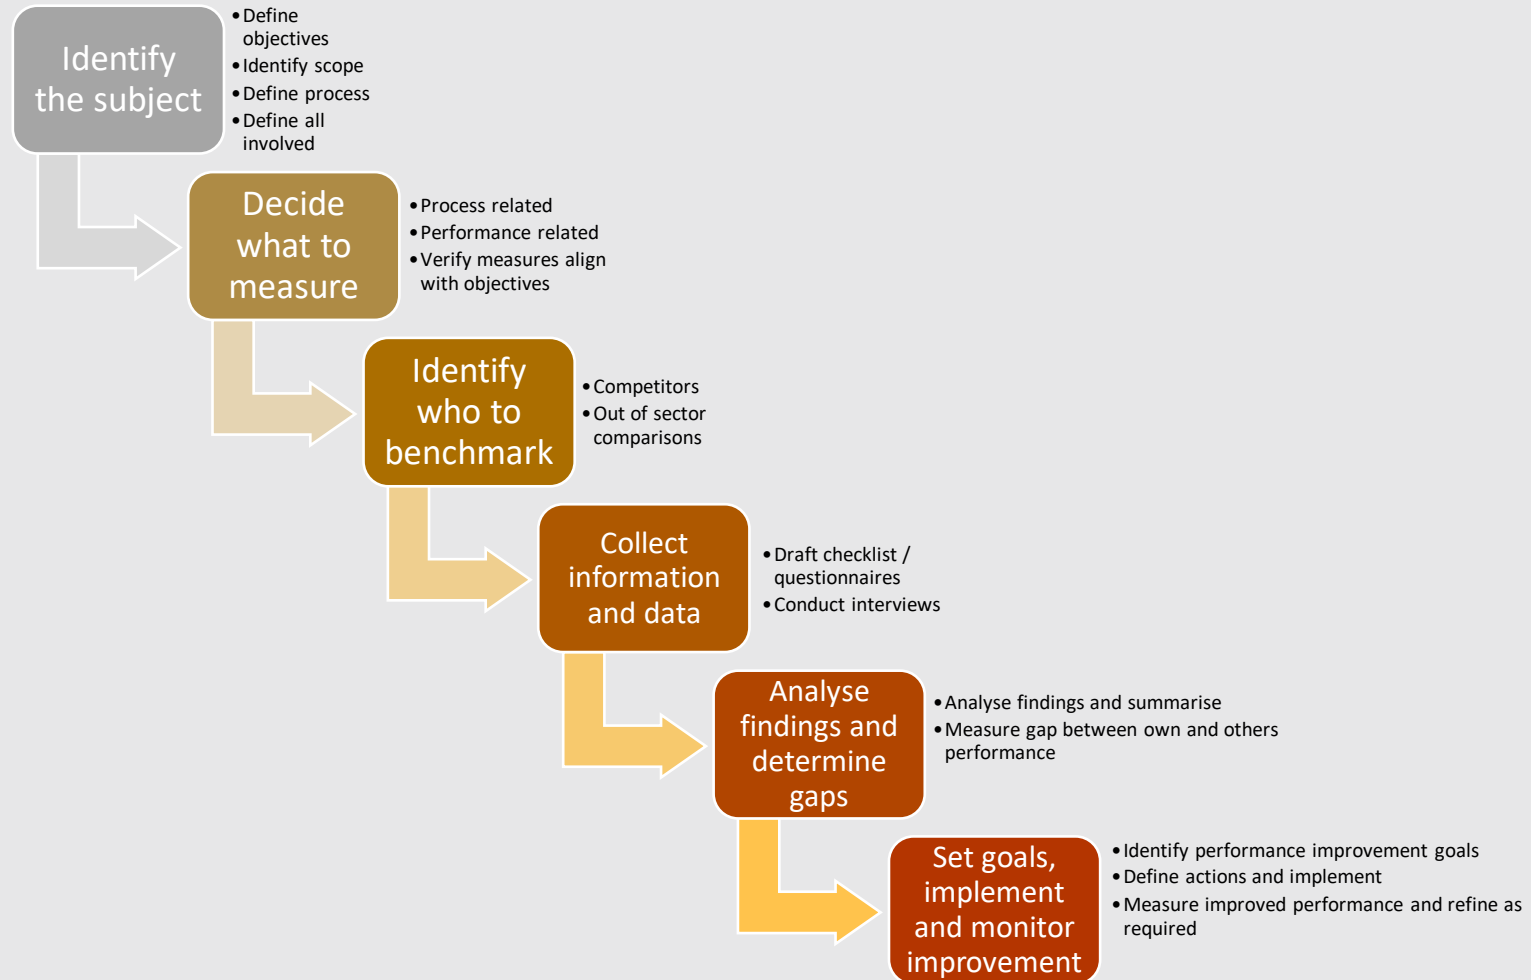 Identify
the subject
•Define
objectives
•Identify scope
•Define process
•Define all
involved
Decide
what to
measure
•Process related
•Performance related
•Verify measures align
with objectives
Identify
who to
benchmark
•Competitors
•Out of sector
comparisons
Collect
information
and data
•Draft checklist /
questionnaires
•Conduct interviews
Analyse
findings and
determine
gaps
•Analyse findings and summarise
•Measure gap between own and others
performance
Set goals,
implement
and monitor
improvement
•Identify performance improvement goals
•Define actions and implement
•Measure improved performance and refine as
required